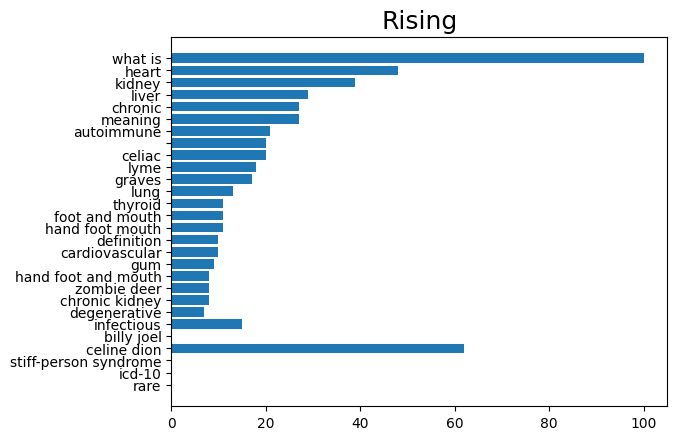 Rising
what is
heart
kidney
liver
chronic
meaning
autoimmune
celiac
lyme
graves
lung
thyroid
foot and mouth
hand foot mouth
definition
cardiovascular
gum
hand foot and mouth
zombie deer
chronic kidney
degenerative
infectious
billy joel
celine dion
stiff-person syndrome
icd-10
rare
0 20 40 60 80 100